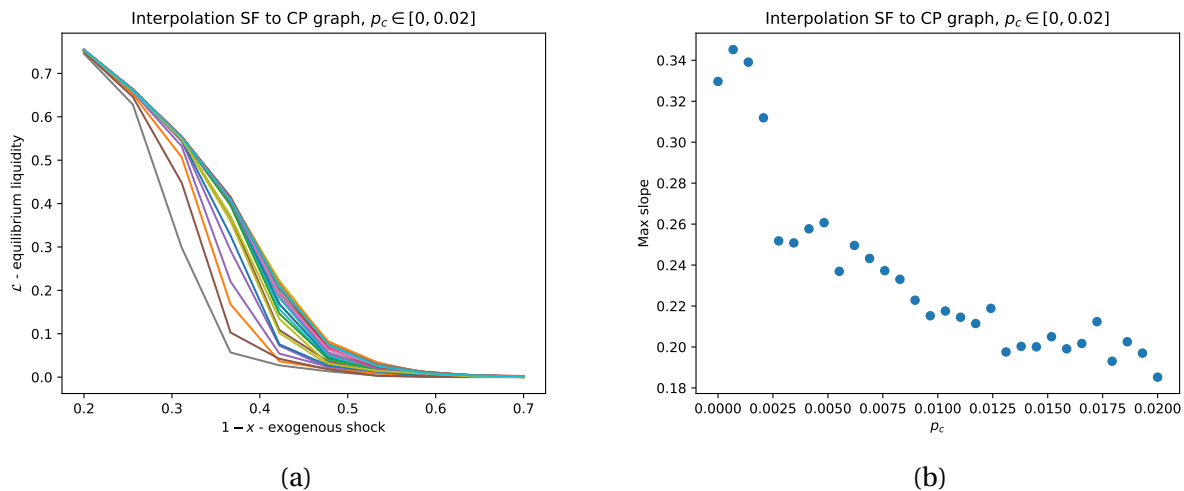 Interpolation SF to CP graph, p_c ∈ [0, 0.02]
0.7
0.6
0.5
0.4
0.3
0.2
0.1
0.0
ℒ - equilibrium liquidity
0.2 0.3 0.4 0.5 0.6 0.7
1 − x - exogenous shock
(a)
Interpolation SF to CP graph, p_c ∈ [0, 0.02]
0.34
0.32
0.30
0.28
0.26
0.24
0.22
0.20
0.18
Max slope
0.0000 0.0025 0.0050 0.0075 0.0100 0.0125 0.0150 0.0175 0.0200
p_c
(b)